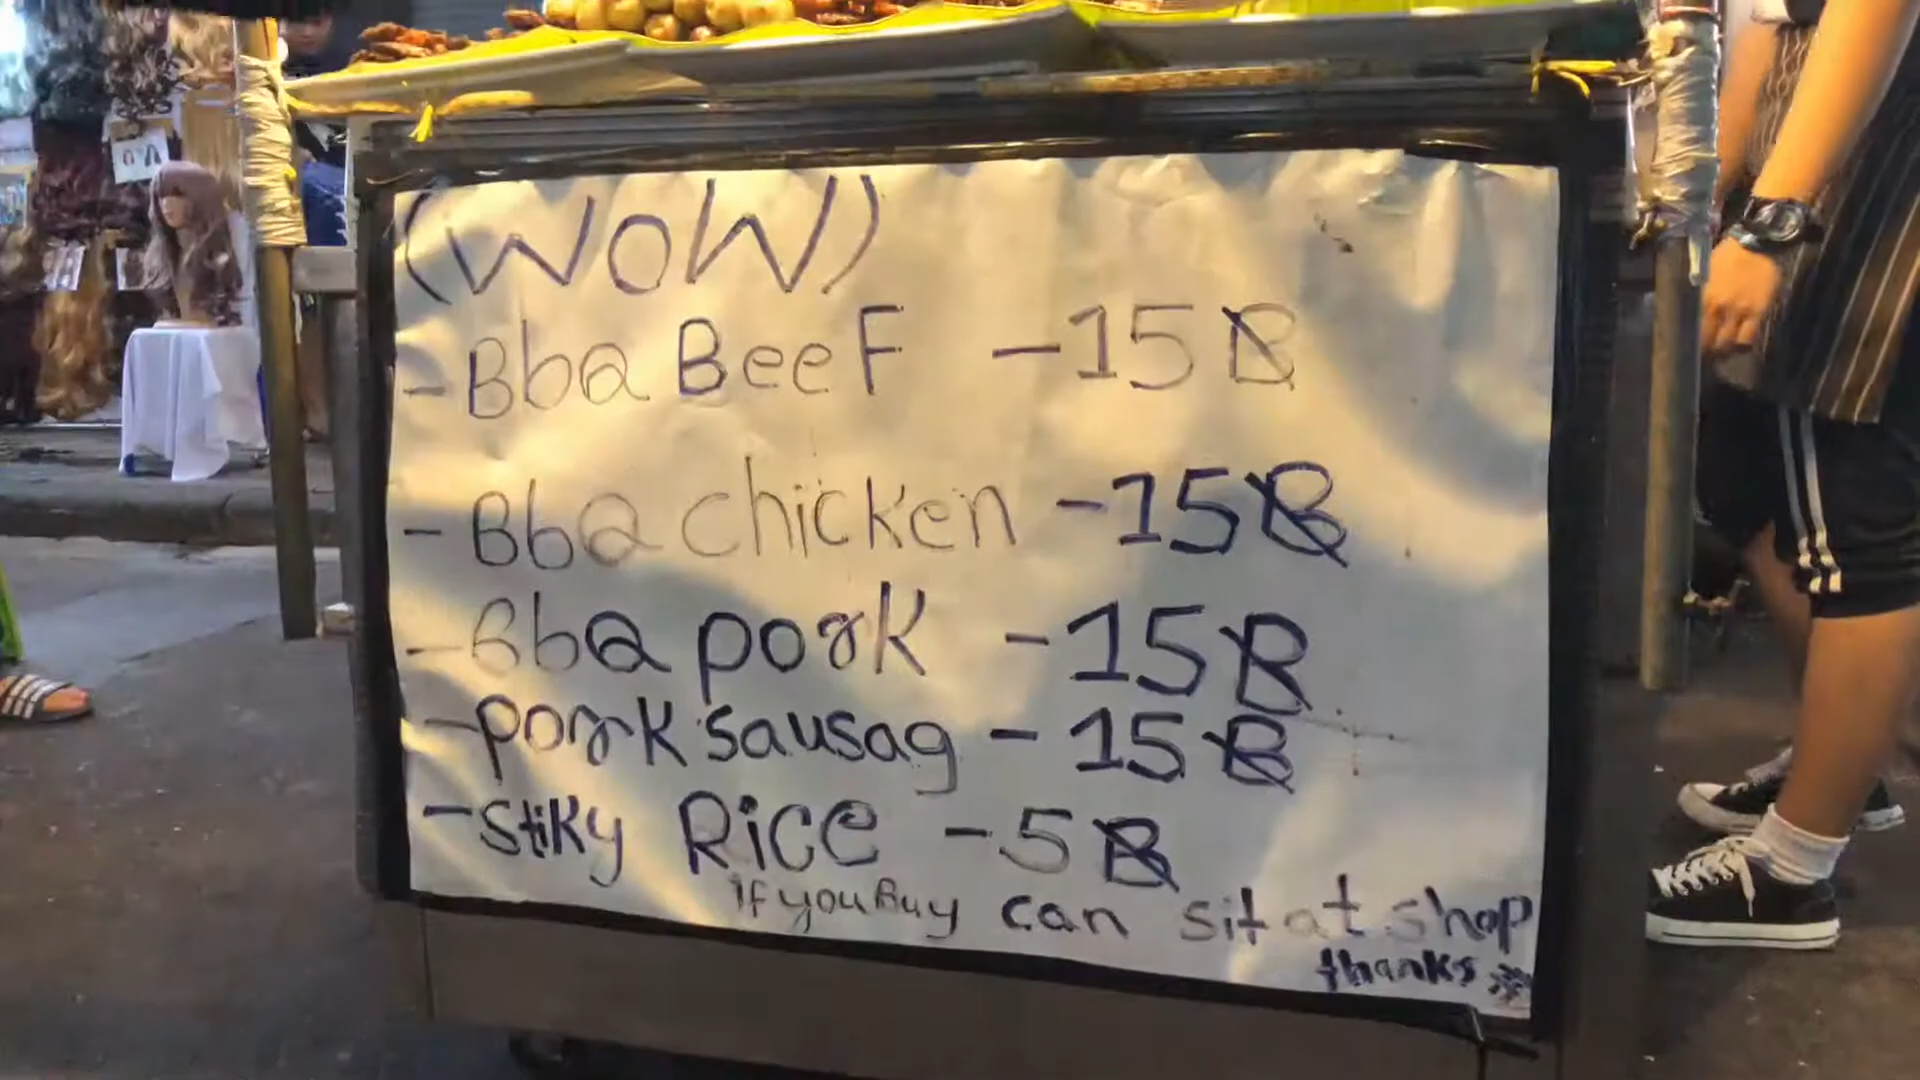 (WOW)
- BbQ BeeF - 15 ฿
- BbQ chicken - 15 ฿
- BbQ pork - 15 ฿
- pork sausag - 15 ฿
- stiky Rice - 5 ฿
If you Buy can sit at shop
thanks